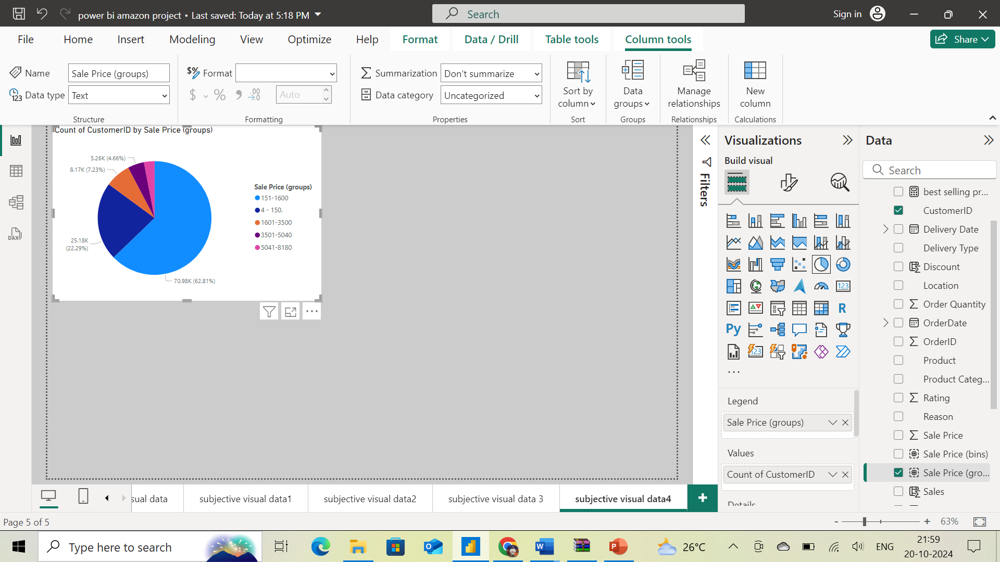 power bi amazon project • Last saved: Today at 5:18 PM
Search
Sign in
File
Home
Insert
Modeling
View
Optimize
Help
Format
Data / Drill
Table tools
Column tools
Share
Name
Sale Price (groups)
Data type
Text
Structure
$%
Format
$
%
Auto
Formatting
Summarization
Don't summarize
Data category
Uncategorized
Properties
Sort by
column
Sort
Data
groups
Groups
Manage
relationships
Relationships
New
column
Calculations
DAX
Count of CustomerID by Sale Price (groups)
5.26K (4.66%)
8.17K (7.23%)
25.18K
(22.29%)
70.98K (62.81%)
Sale Price (groups)
151-1600
4 - 150.
1601-3500
3501-5040
5041-8180
Filters
Visualizations
Build visual
123
R
Py
123
Legend
Sale Price (groups)
Values
Count of CustomerID
Details
Data
Search
best selling pr...
CustomerID
Delivery Date
Delivery Type
Discount
Location
Order Quantity
OrderDate
OrderID
Product
Product Categ...
Rating
Reason
Sale Price
Sale Price (bins)
Sale Price (gro...
Sales
sual data
subjective visual data1
subjective visual data2
subjective visual data 3
subjective visual data4
+
Page 5 of 5
- + 63%
Type here to search
26°C
ENG
21:59
20-10-2024